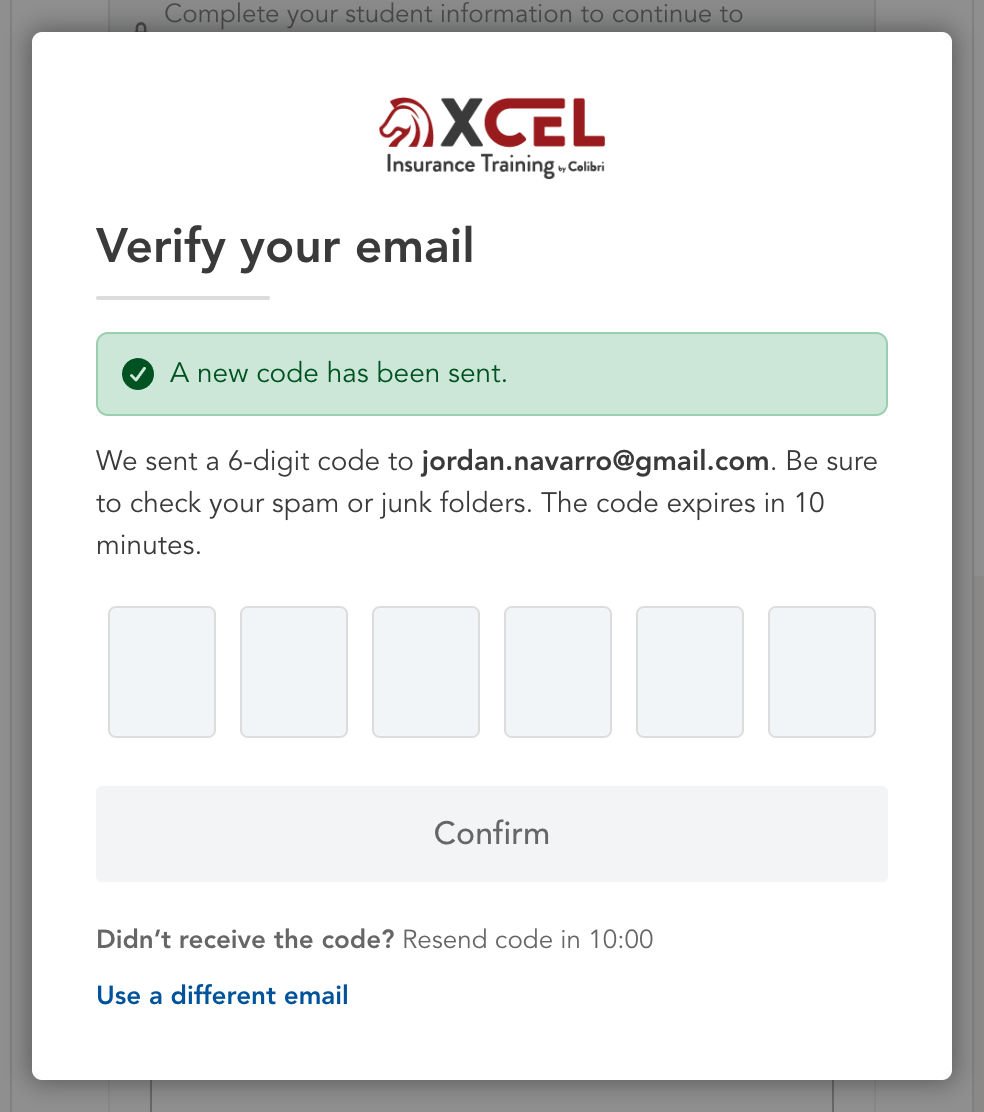 Complete your student information to continue to
XCEL
Insurance Training by Colibri
Verify your email
A new code has been sent.
We sent a 6-digit code to jordan.navarro@gmail.com. Be sure
to check your spam or junk folders. The code expires in 10
minutes.
Confirm
Didn’t receive the code? Resend code in 10:00
Use a different email